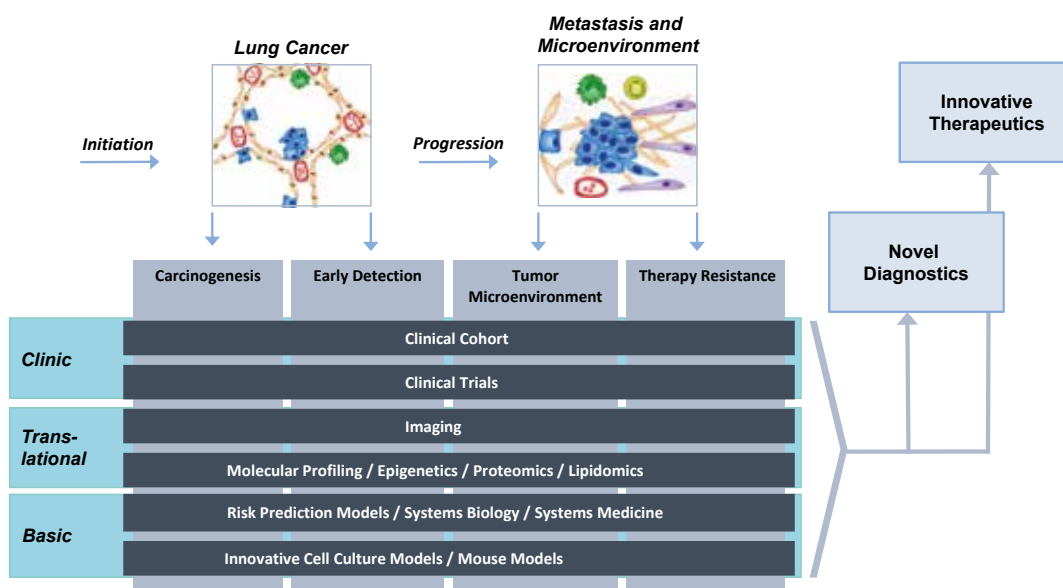 Lung Cancer
Metastasis and
Microenvironment
Initiation
Progression
Innovative
Therapeutics
Novel
Diagnostics
Carcinogenesis
Early Detection
Tumor
Microenvironment
Therapy Resistance
Clinic
Clinical Cohort
Clinical Trials
Trans-
lational
Imaging
Molecular Profiling / Epigenetics / Proteomics / Lipidomics
Basic
Risk Prediction Models / Systems Biology / Systems Medicine
Innovative Cell Culture Models / Mouse Models